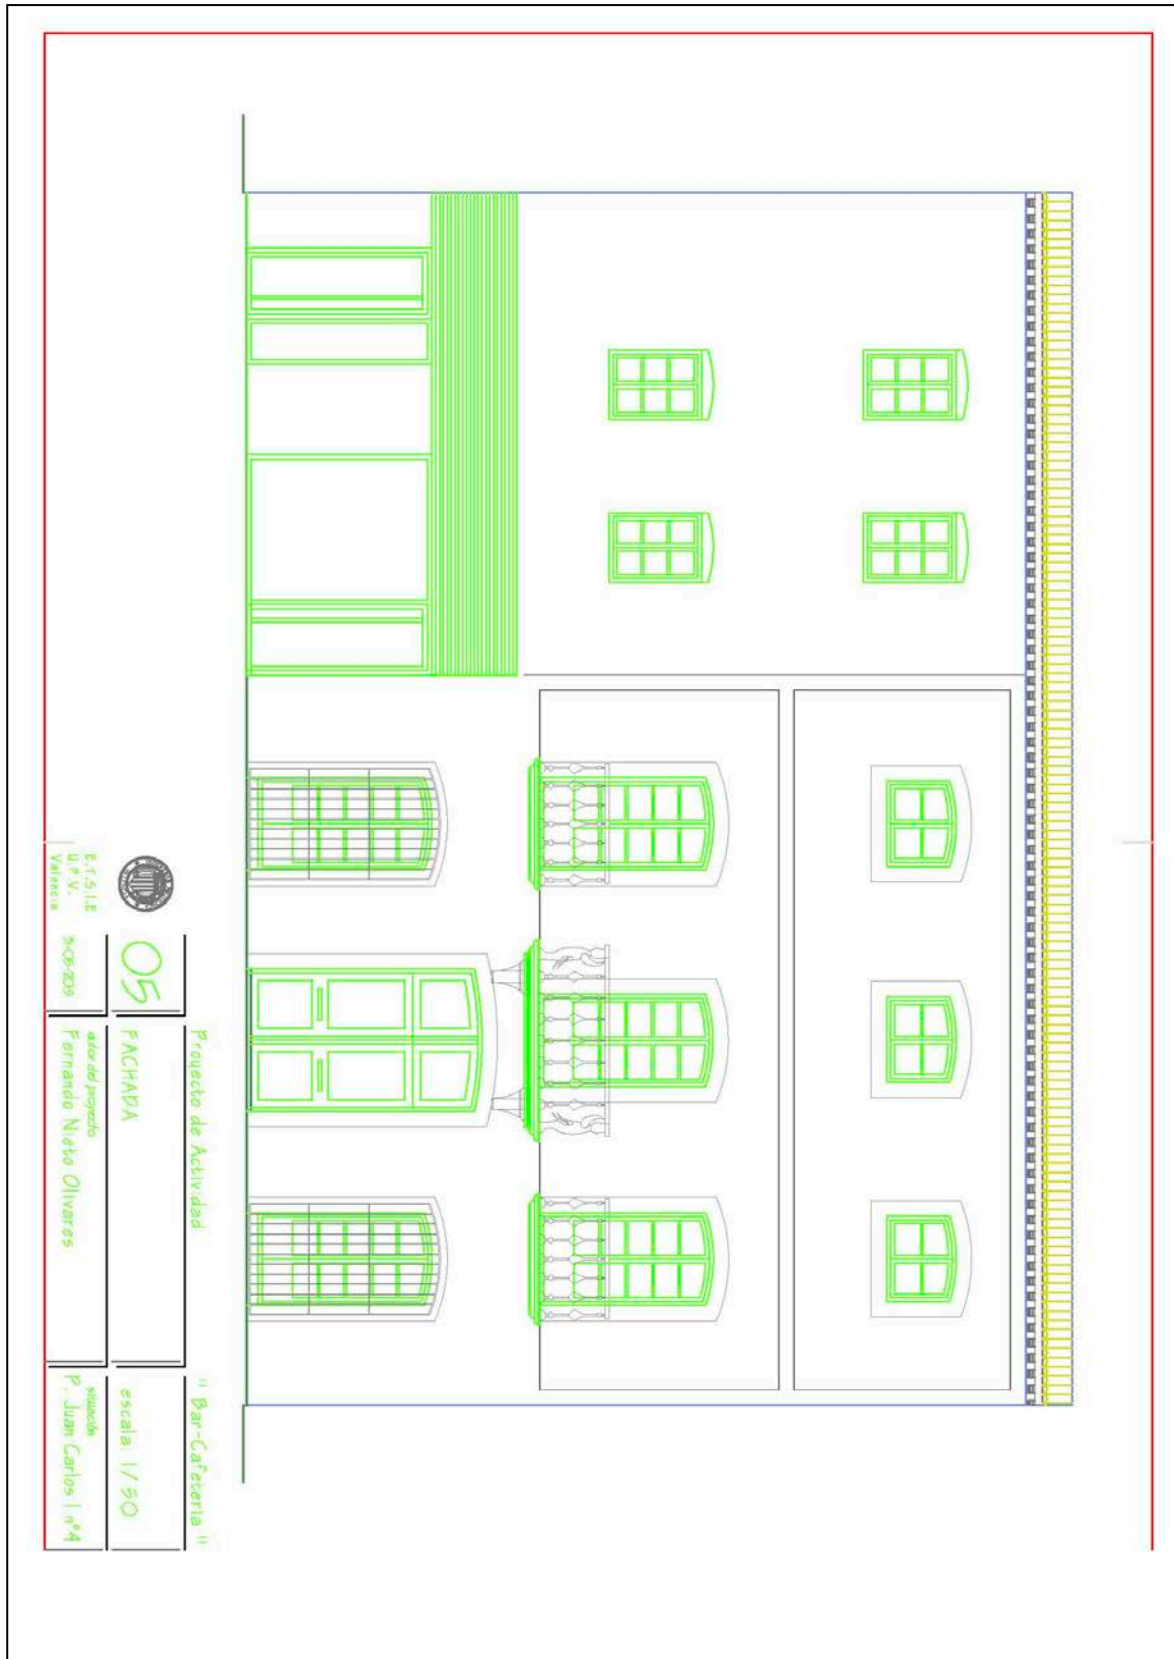 Proyecto de Actividad
" Bar-Cafeteria "
05
FACHADA
escala: 1/50
E.T.S.I.E
U.P.V.
Valencia
autor del proyecto
Fernando Nieto Olivares
situación
P. Juan Carlos I nº4